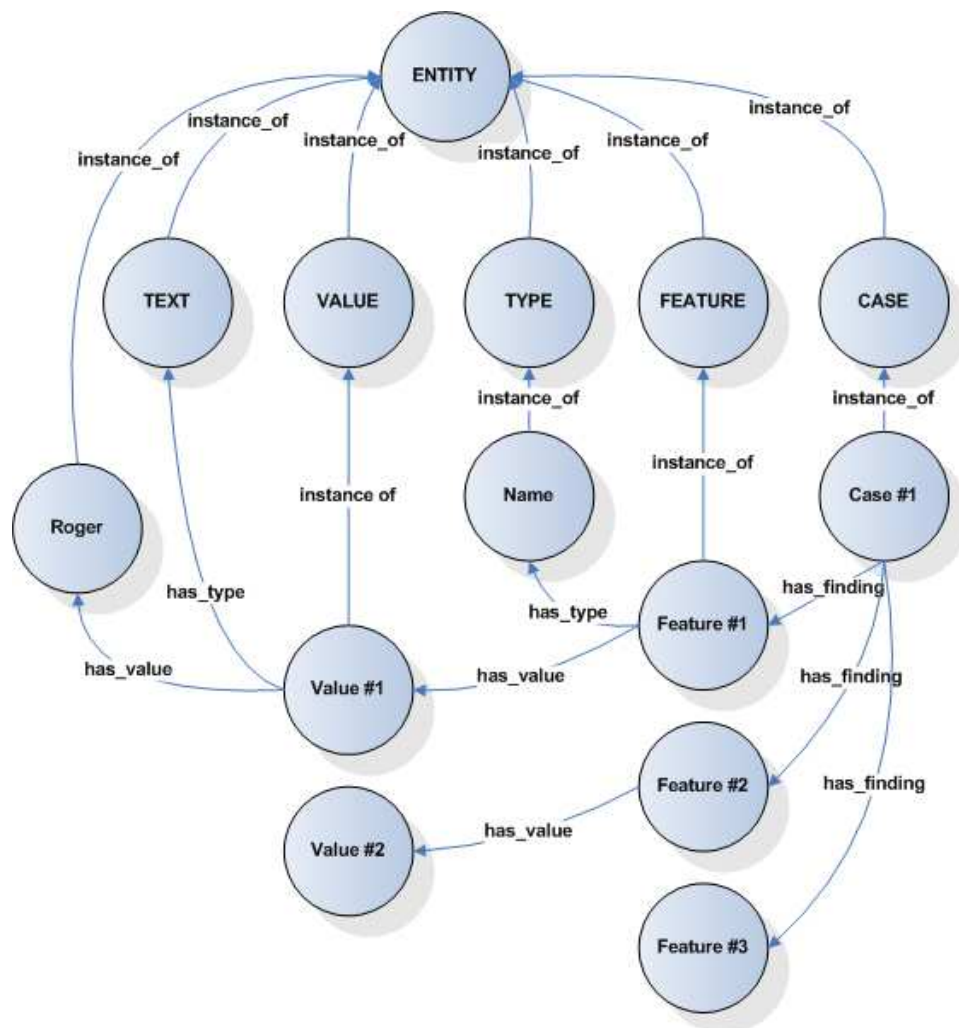 ENTITY
instance_of
instance_of
instance_of
instance_of
instance_of
instance_of
TEXT
VALUE
TYPE
FEATURE
CASE
instance_of
instance_of
instance_of
instance of
Roger
Name
Case #1
has_type
has_type
has_finding
has_value
has_value
Value #1
Feature #1
has_finding
Feature #2
has_finding
has_value
Value #2
Feature #3